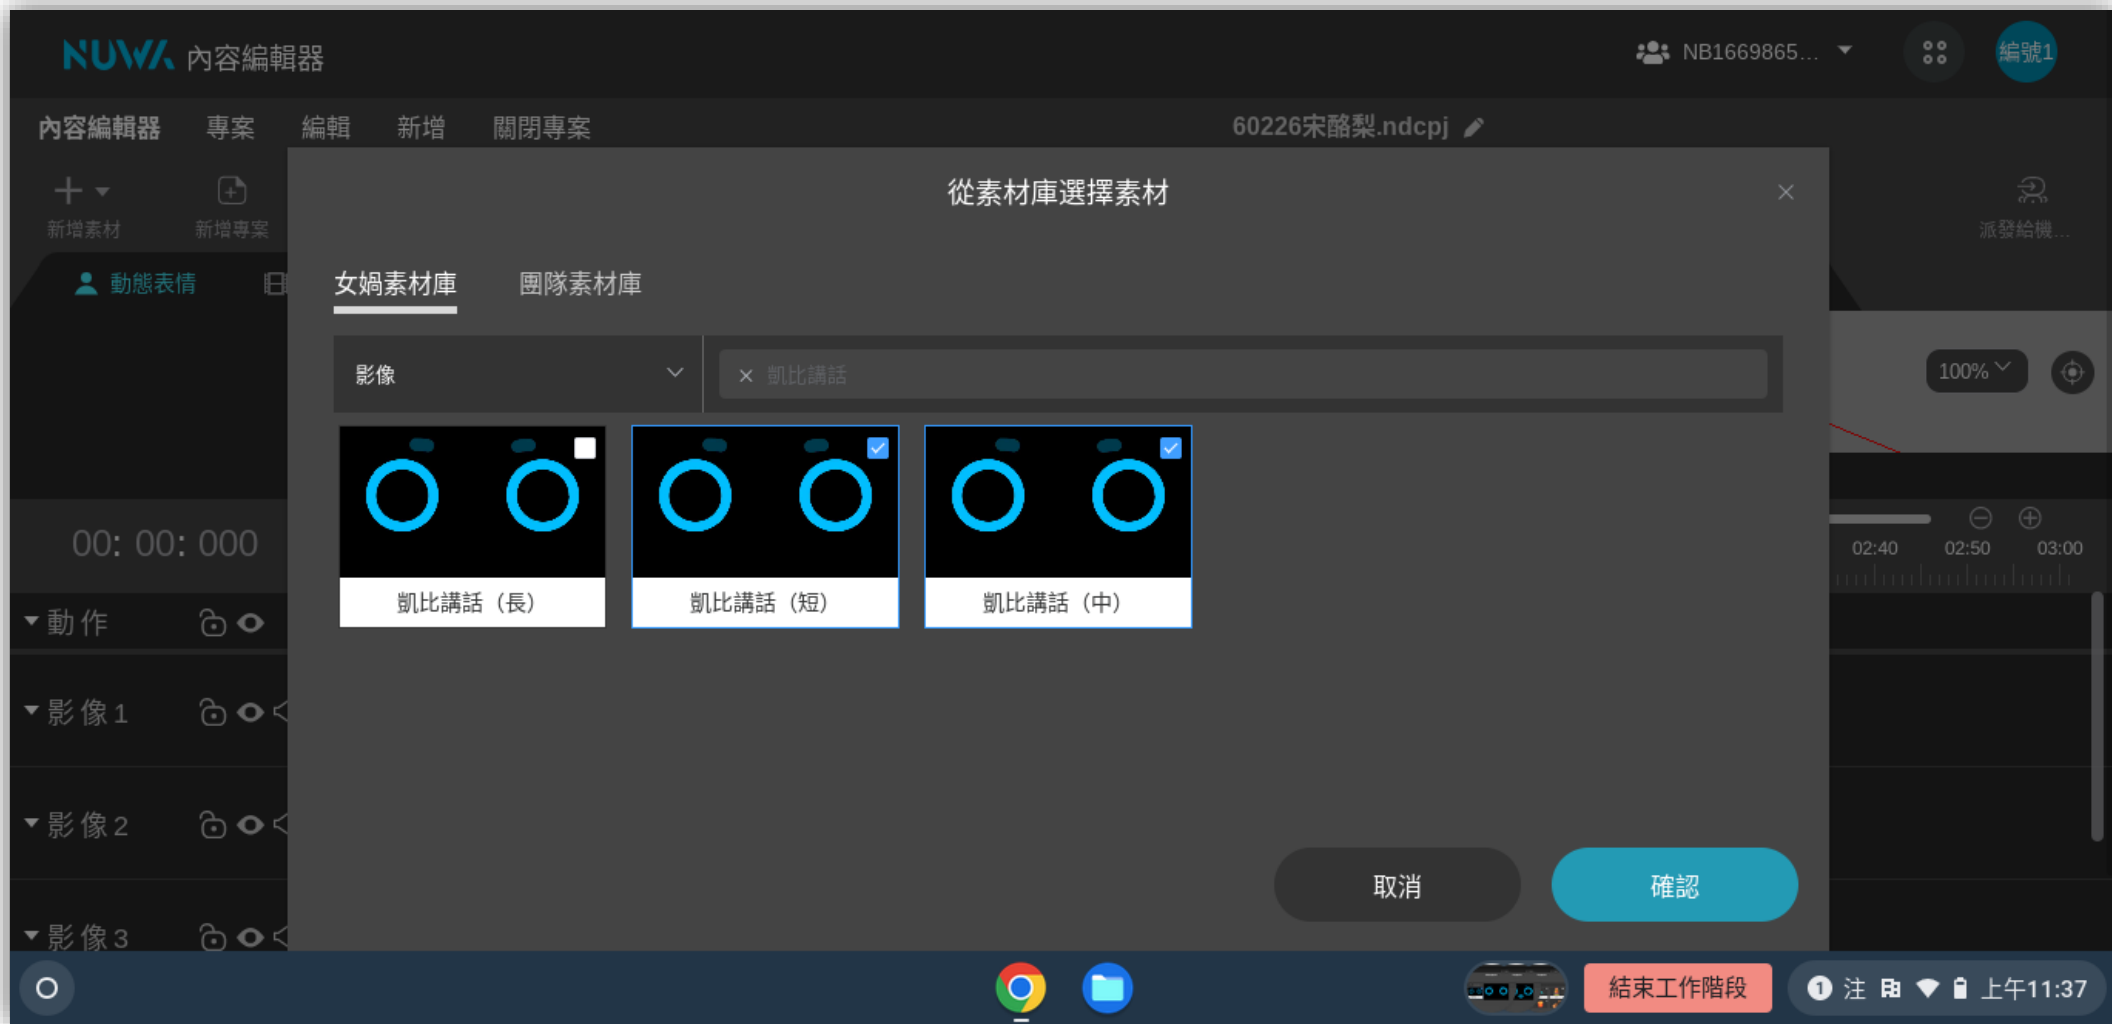 NUWA 內容編輯器
NB1669865...
編號1
內容編輯器 專案 編輯 新增 關閉專案
60226宋酪梨.ndcpj
新增素材
新增專案
派發給機...
動態表情
從素材庫選擇素材
女媧素材庫 團隊素材庫
影像
凱比講話
100%
凱比講話（長）
凱比講話（短）
凱比講話（中）
00: 00: 000
02:40 02:50 03:00
動作
影像1
影像2
影像3
取消
確認
結束工作階段
1 注 上午11:37